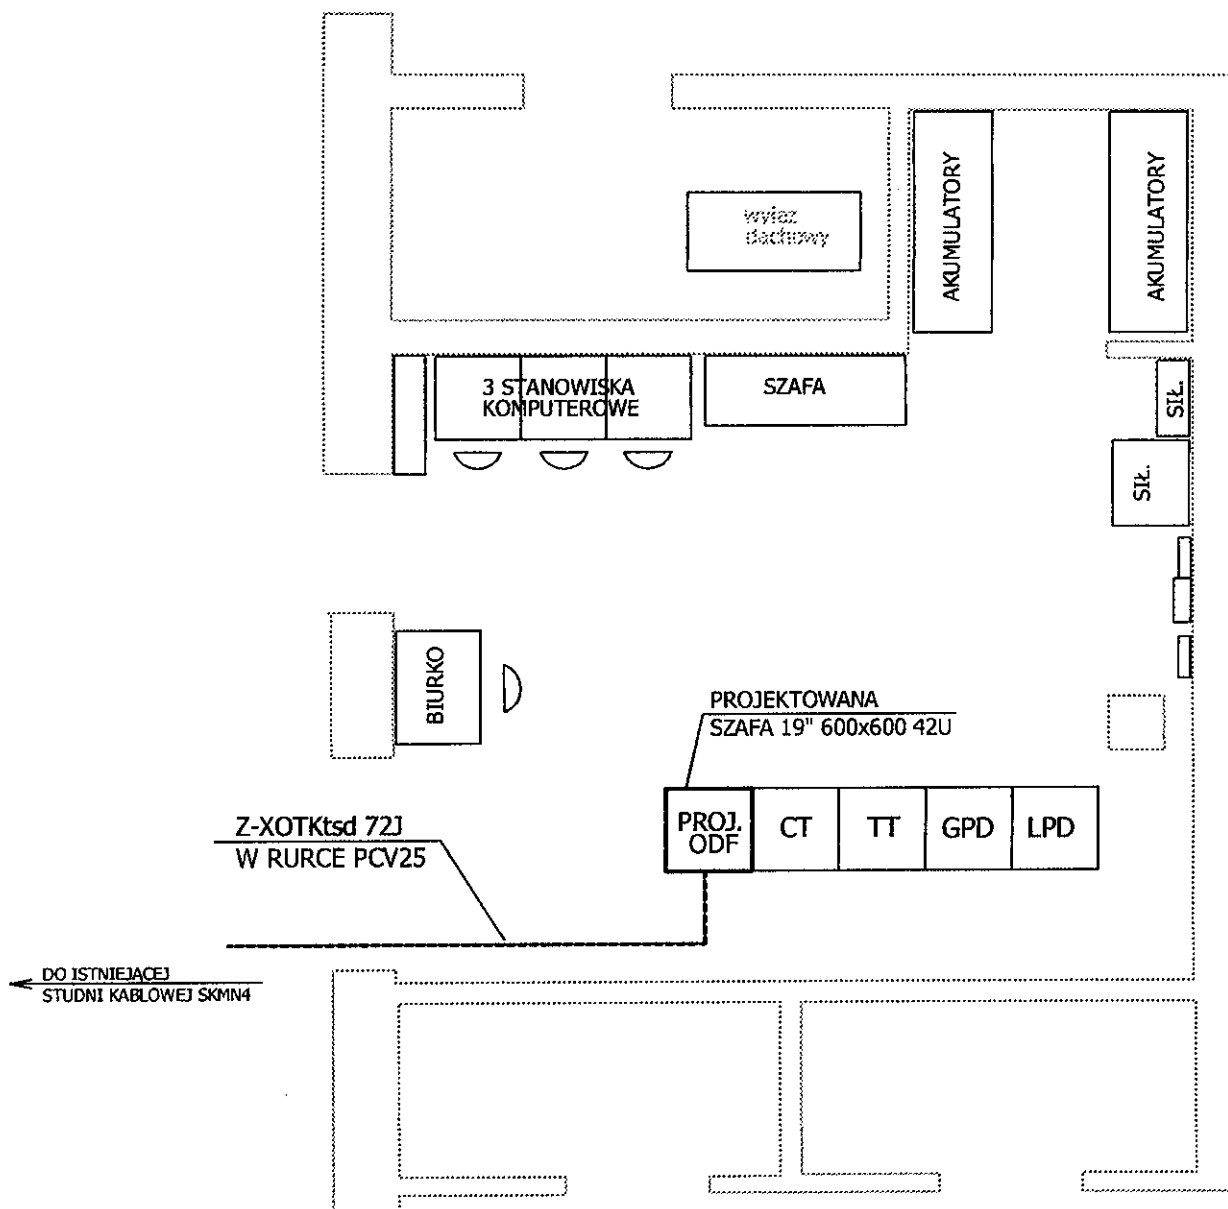 wyłaz
dachowy
AKUMULATORY
AKUMULATORY
3 STANOWISKA
KOMPUTEROWE
SZAFA
SIŁ.
SIŁ.
BIURKO
PROJEKTOWANA
SZAFA 19" 600x600 42U
PROJ.
ODF
CT
TT
GPD
LPD
Z-XOTKtsd 72J
W RURCE PCV25
DO ISTNIEJĄCEJ
STUDNI KABLOWEJ SKMN4